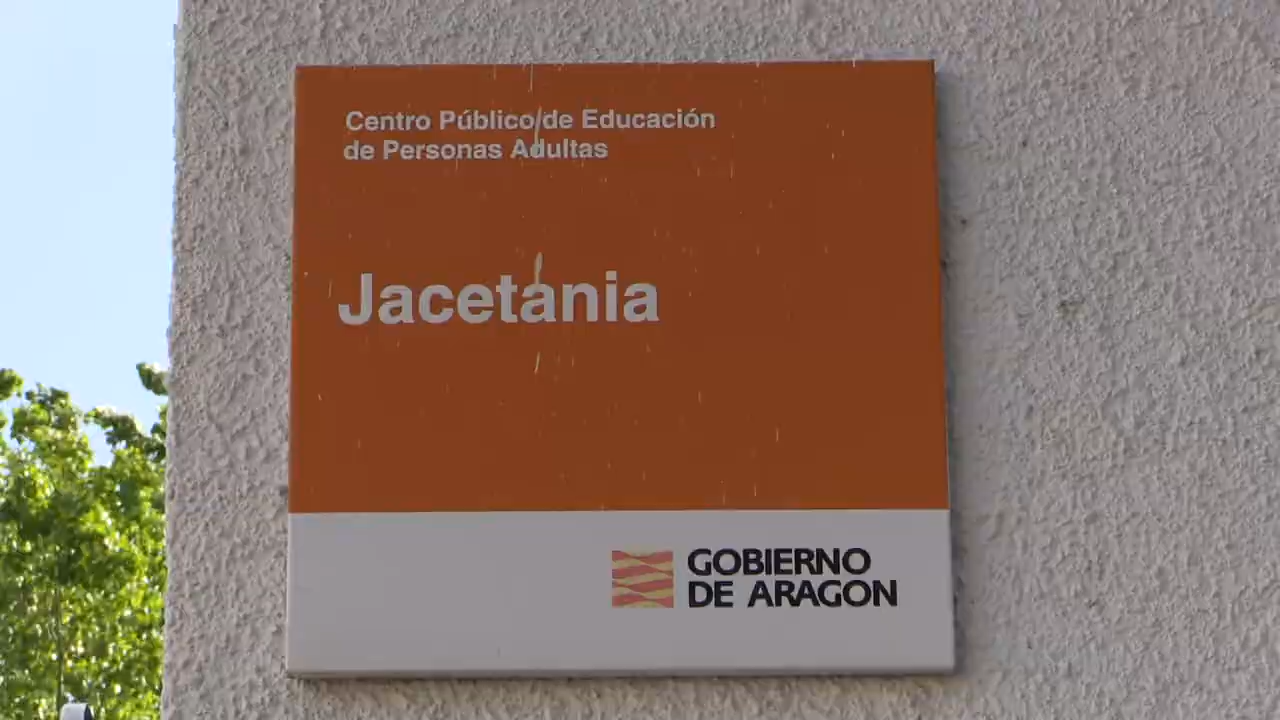 Centro Público de Educación
de Personas Adultas
Jacetania
GOBIERNO
DE ARAGON